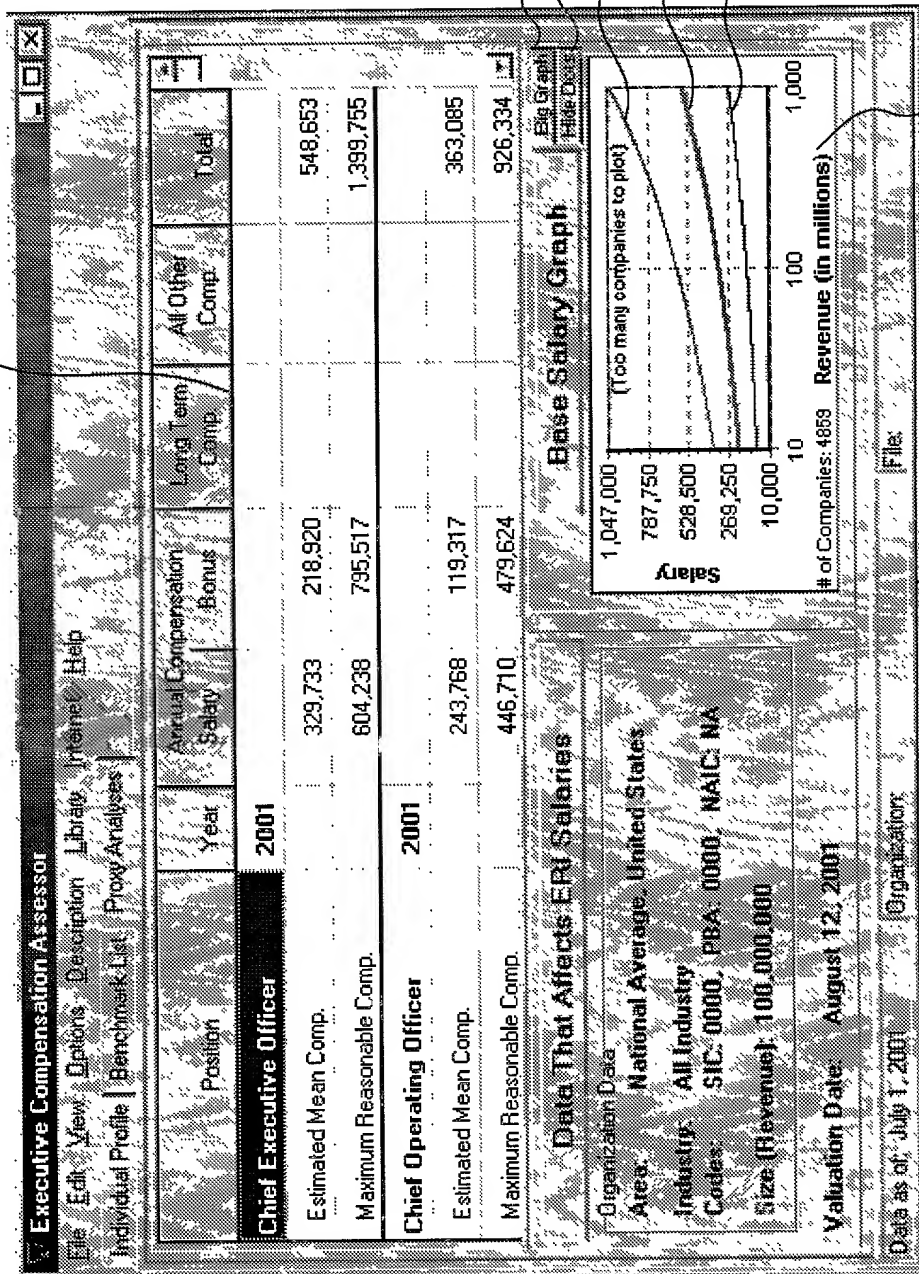 Executive Compensation Assessor
File Edit View Options Description Library Internet Help
Individual Profile Benchmark List Proxy Analyses
Position Year Annual Compensation Long Term Comp. All Other Comp. Total
Salary Bonus
Chief Executive Officer 2001
Estimated Mean Comp. 329,733 218,920 548,653
Maximum Reasonable Comp. 604,238 795,517 1,399,755
Chief Operating Officer 2001
Estimated Mean Comp. 243,768 119,317 363,085
Maximum Reasonable Comp. 446,710 479,624 926,334
Data That Affects ERI Salaries
Organization Data
Area: National Average, United States
Industry: All Industry
Codes: SIC: 0000, PBA: 0000, NAIC: NA
Size (Revenue): 100,000,000
Valuation Date: August 12, 2001
Base Salary Graph
Big Graph
Hide Dots
(Too many companies to plot)
Salary
1,047,000
787,750
528,500
269,250
10,000
10 100 1,000
# of Companies: 4859 Revenue (in millions)
Data as of: July 1, 2001 Organization: File: